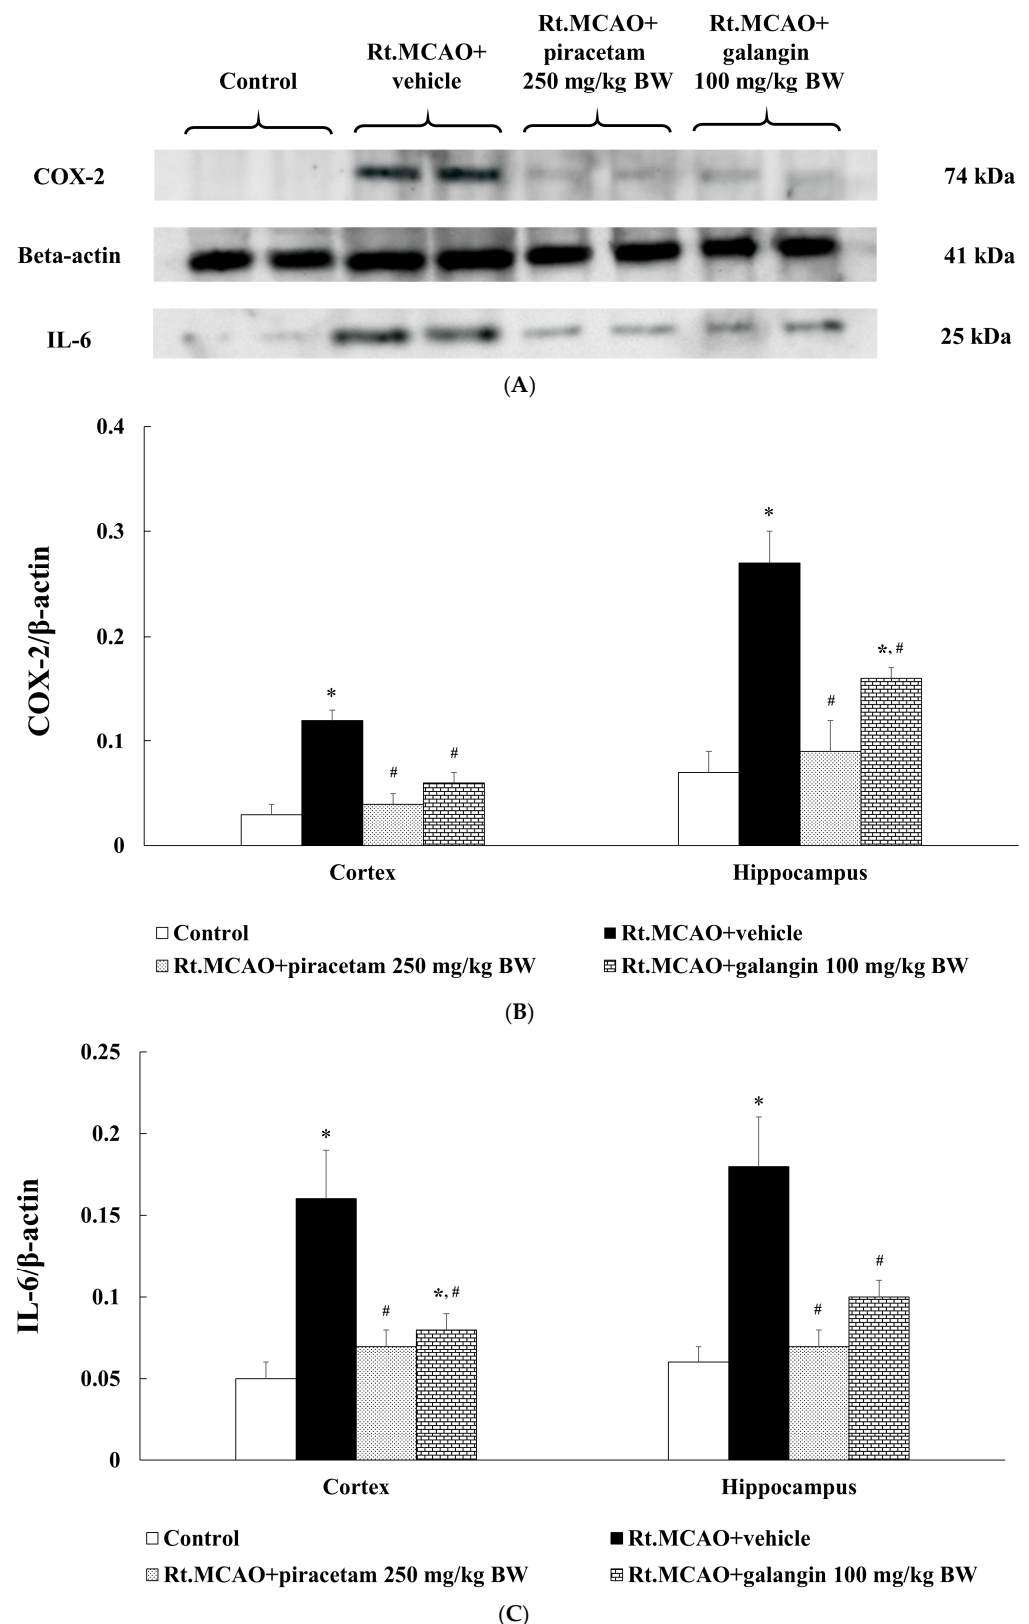 Control
Rt.MCAO+
vehicle
Rt.MCAO+
piracetam
250 mg/kg BW
Rt.MCAO+
galangin
100 mg/kg BW
COX-2
74 kDa
Beta-actin
41 kDa
IL-6
25 kDa
(A)
0.4
0.3
0.2
0.1
0
COX-2/β-actin
*
#
#
*
#
*, #
Cortex
Hippocampus
Control
Rt.MCAO+vehicle
Rt.MCAO+piracetam 250 mg/kg BW
Rt.MCAO+galangin 100 mg/kg BW
(B)
0.25
0.2
0.15
0.1
0.05
0
IL-6/β-actin
*
#
*, #
*
#
#
Cortex
Hippocampus
Control
Rt.MCAO+vehicle
Rt.MCAO+piracetam 250 mg/kg BW
Rt.MCAO+galangin 100 mg/kg BW
(C)